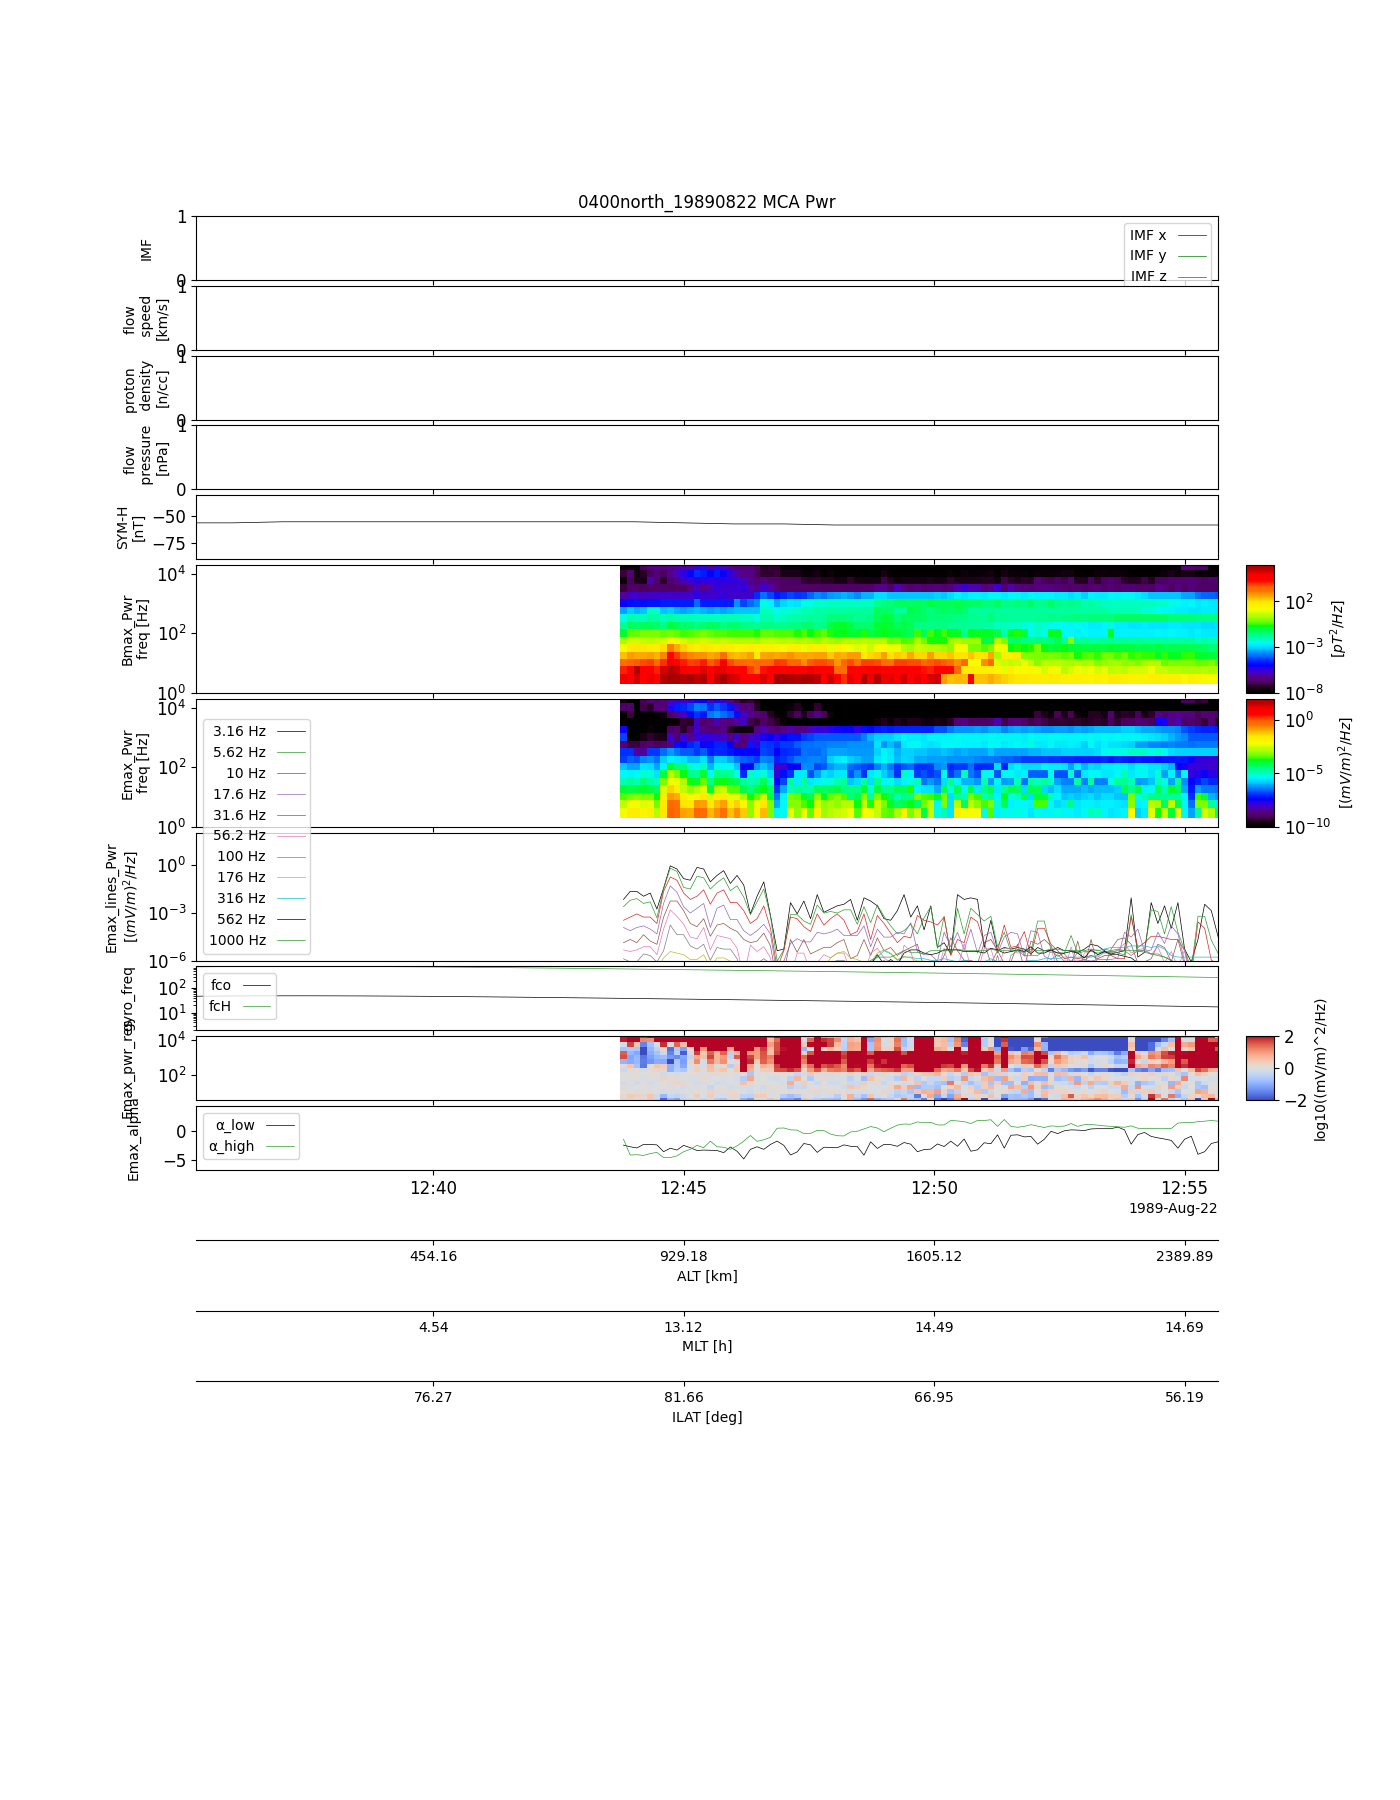 0400north_19890822 MCA Pwr
1
0
IMF
IMF x
IMF y
IMF z
1
0
flow
speed
[km/s]
1
0
proton
density
[n/cc]
1
0
flow
pressure
[nPa]
−50
−75
SYM-H
[nT]
10^4
10^2
10^0
Bmax_Pwr
freq [Hz]
10^2
10^−3
10^−8
[pT^2/Hz]
10^4
10^2
10^0
Emax_Pwr
freq [Hz]
10^0
10^−5
10^−10
[(mV/m)^2/Hz]
3.16 Hz
5.62 Hz
10 Hz
17.6 Hz
31.6 Hz
56.2 Hz
100 Hz
176 Hz
316 Hz
562 Hz
1000 Hz
10^0
10^−3
10^−6
Emax_lines_Pwr
[(mV/m)^2/Hz]
10^2
10^1
gyro_freq
fco
fcH
10^4
10^2
Emax_pwr_reg
2
0
−2
log10((mV/m)^2/Hz)
0
−5
Emax_alpha
α_low
α_high
12:40 12:45 12:50 12:55
1989-Aug-22
454.16 929.18 1605.12 2389.89
ALT [km]
4.54 13.12 14.49 14.69
MLT [h]
76.27 81.66 66.95 56.19
ILAT [deg]